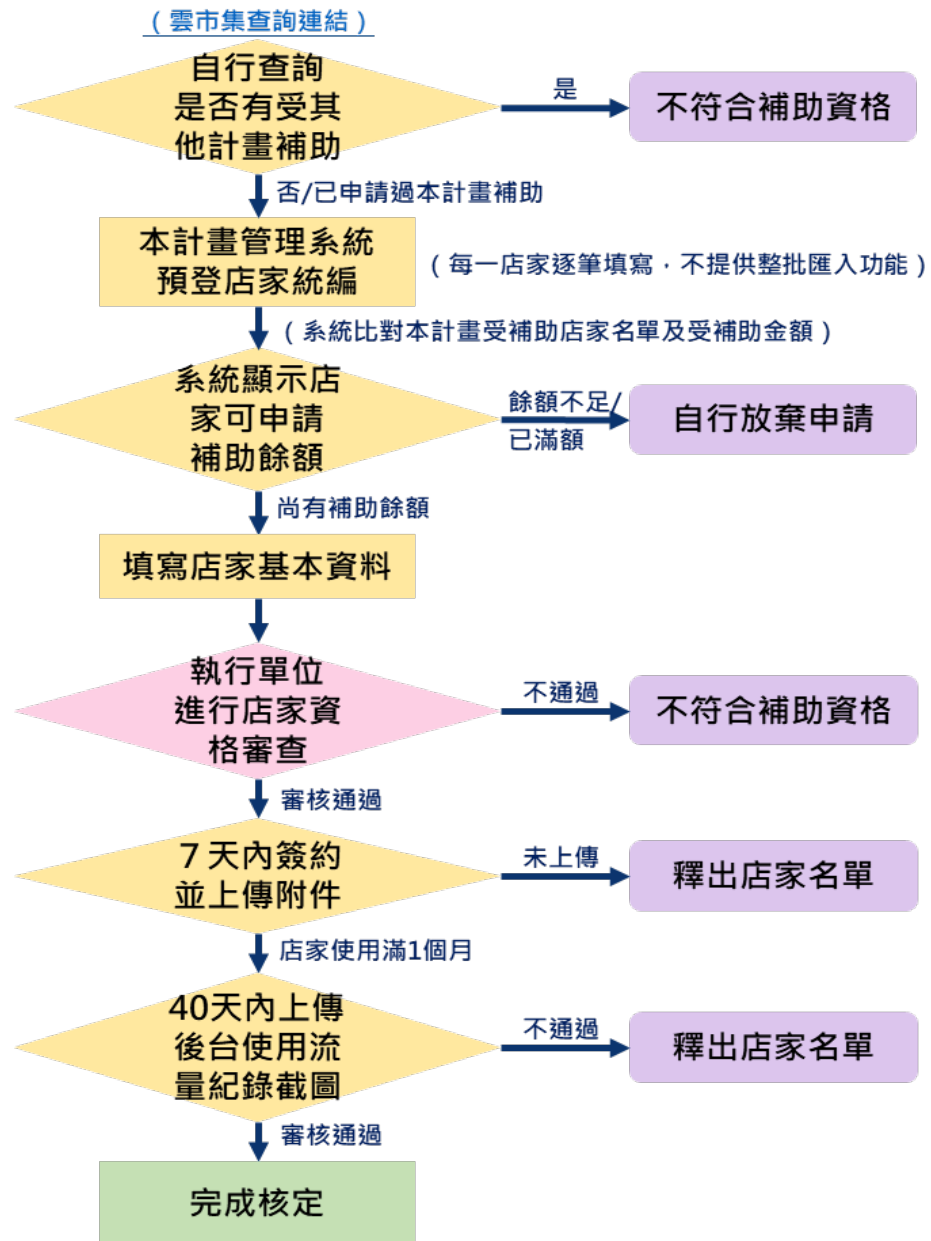 （雲市集查詢連結）
自行查詢
是否有受其
他計畫補助
是
不符合補助資格
否/已申請過本計畫補助
本計畫管理系統
預登店家統編
（每一店家逐筆填寫，不提供整批匯入功能）
（系統比對本計畫受補助店家名單及受補助金額）
系統顯示店
家可申請
補助餘額
餘額不足/
已滿額
自行放棄申請
尚有補助餘額
填寫店家基本資料
執行單位
進行店家資
格審查
不通過
不符合補助資格
審核通過
7 天內簽約
並上傳附件
未上傳
釋出店家名單
店家使用滿1個月
40天內上傳
後台使用流
量紀錄截圖
不通過
釋出店家名單
審核通過
完成核定